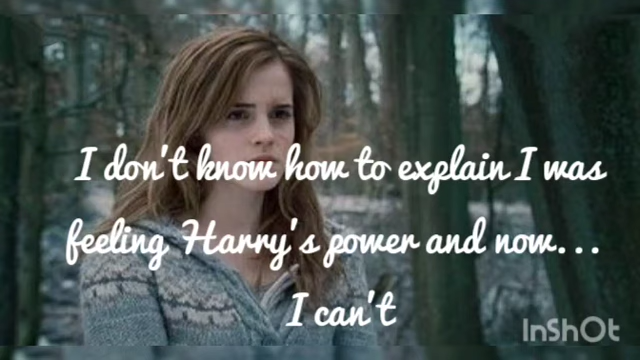 I don't know how to explain I was
feeling Harry's power and now...
I can't
InShOt